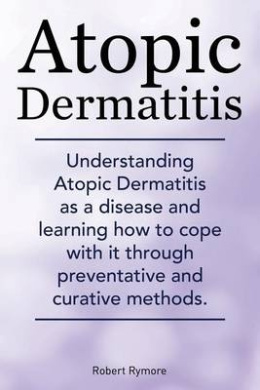 Atopic
Dermatitis
Understanding
Atopic Dermatitis
as a disease and
learning how to cope
with it through
preventative and
curative methods.
Robert Rymore